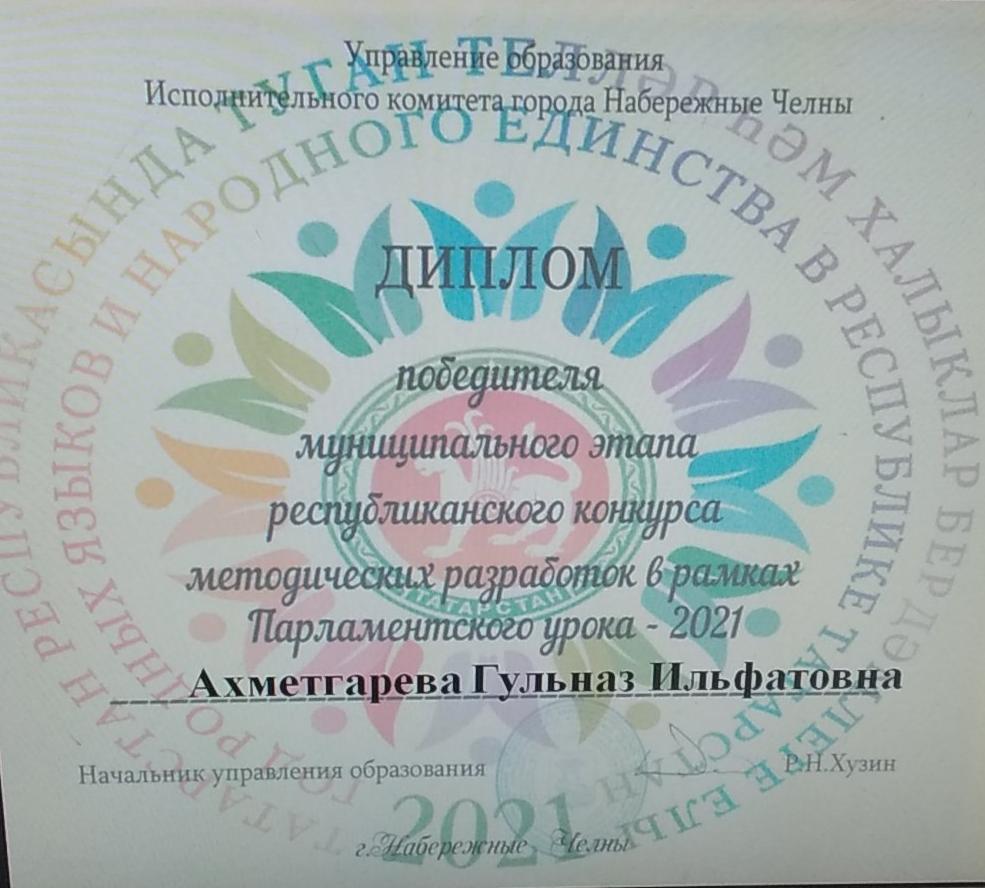 Управление образования
Исполнительного комитета города Набережные Челны
ТАТАРСТАН РЕСПУБЛИКАСЫНДА ТУГАН ТЕЛЛӘР ҺӘМ ХАЛЫКЛАР БЕРДӘМЛЕГЕ ЕЛЫ
ГОД РОДНЫХ ЯЗЫКОВ И НАРОДНОГО ЕДИНСТВА В РЕСПУБЛИКЕ ТАТАРСТАН
ДИПЛОМ
победителя
муниципального этапа
республиканского конкурса
методических разработок в рамках
ТАТАРСТАН
Парламентского урока - 2021
Ахметгарева Гульназ Ильфатовна
Начальник управления образования Р.Н.Хузин
2021
г.Набережные Челны